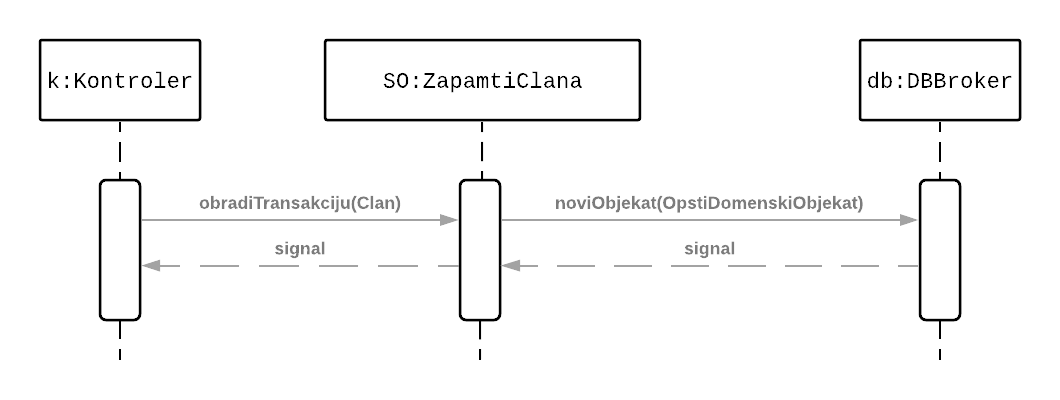 k:Kontroler
SO:ZapamtiClana
db:DBBroker
obradiTransakciju(Clan)
noviObjekat(OpstiDomenskiObjekat)
signal
signal